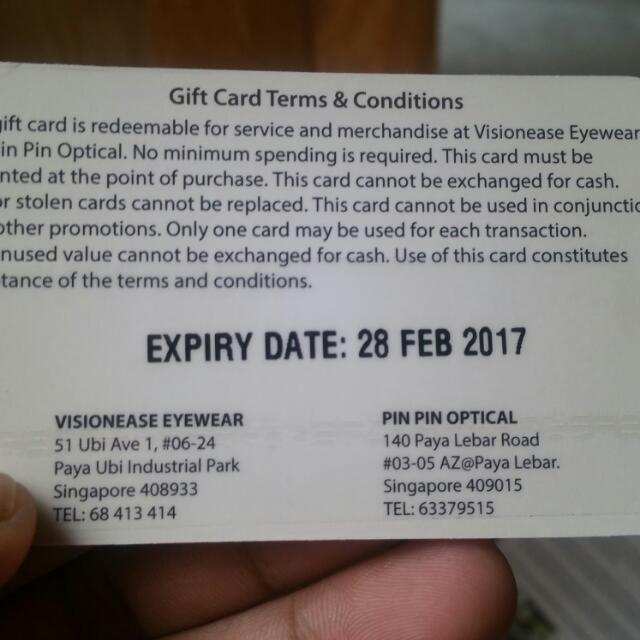 Gift Card Terms & Conditions
gift card is redeemable for service and merchandise at Visionease Eyewear
in Pin Optical. No minimum spending is required. This card must be
nted at the point of purchase. This card cannot be exchanged for cash.
or stolen cards cannot be replaced. This card cannot be used in conjunctio
other promotions. Only one card may be used for each transaction.
nused value cannot be exchanged for cash. Use of this card constitutes
tance of the terms and conditions.
EXPIRY DATE: 28 FEB 2017
VISIONEASE EYEWEAR
51 Ubi Ave 1, #06-24
Paya Ubi Industrial Park
Singapore 408933
TEL: 68 413 414
PIN PIN OPTICAL
140 Paya Lebar Road
#03-05 AZ@Paya Lebar.
Singapore 409015
TEL: 63379515